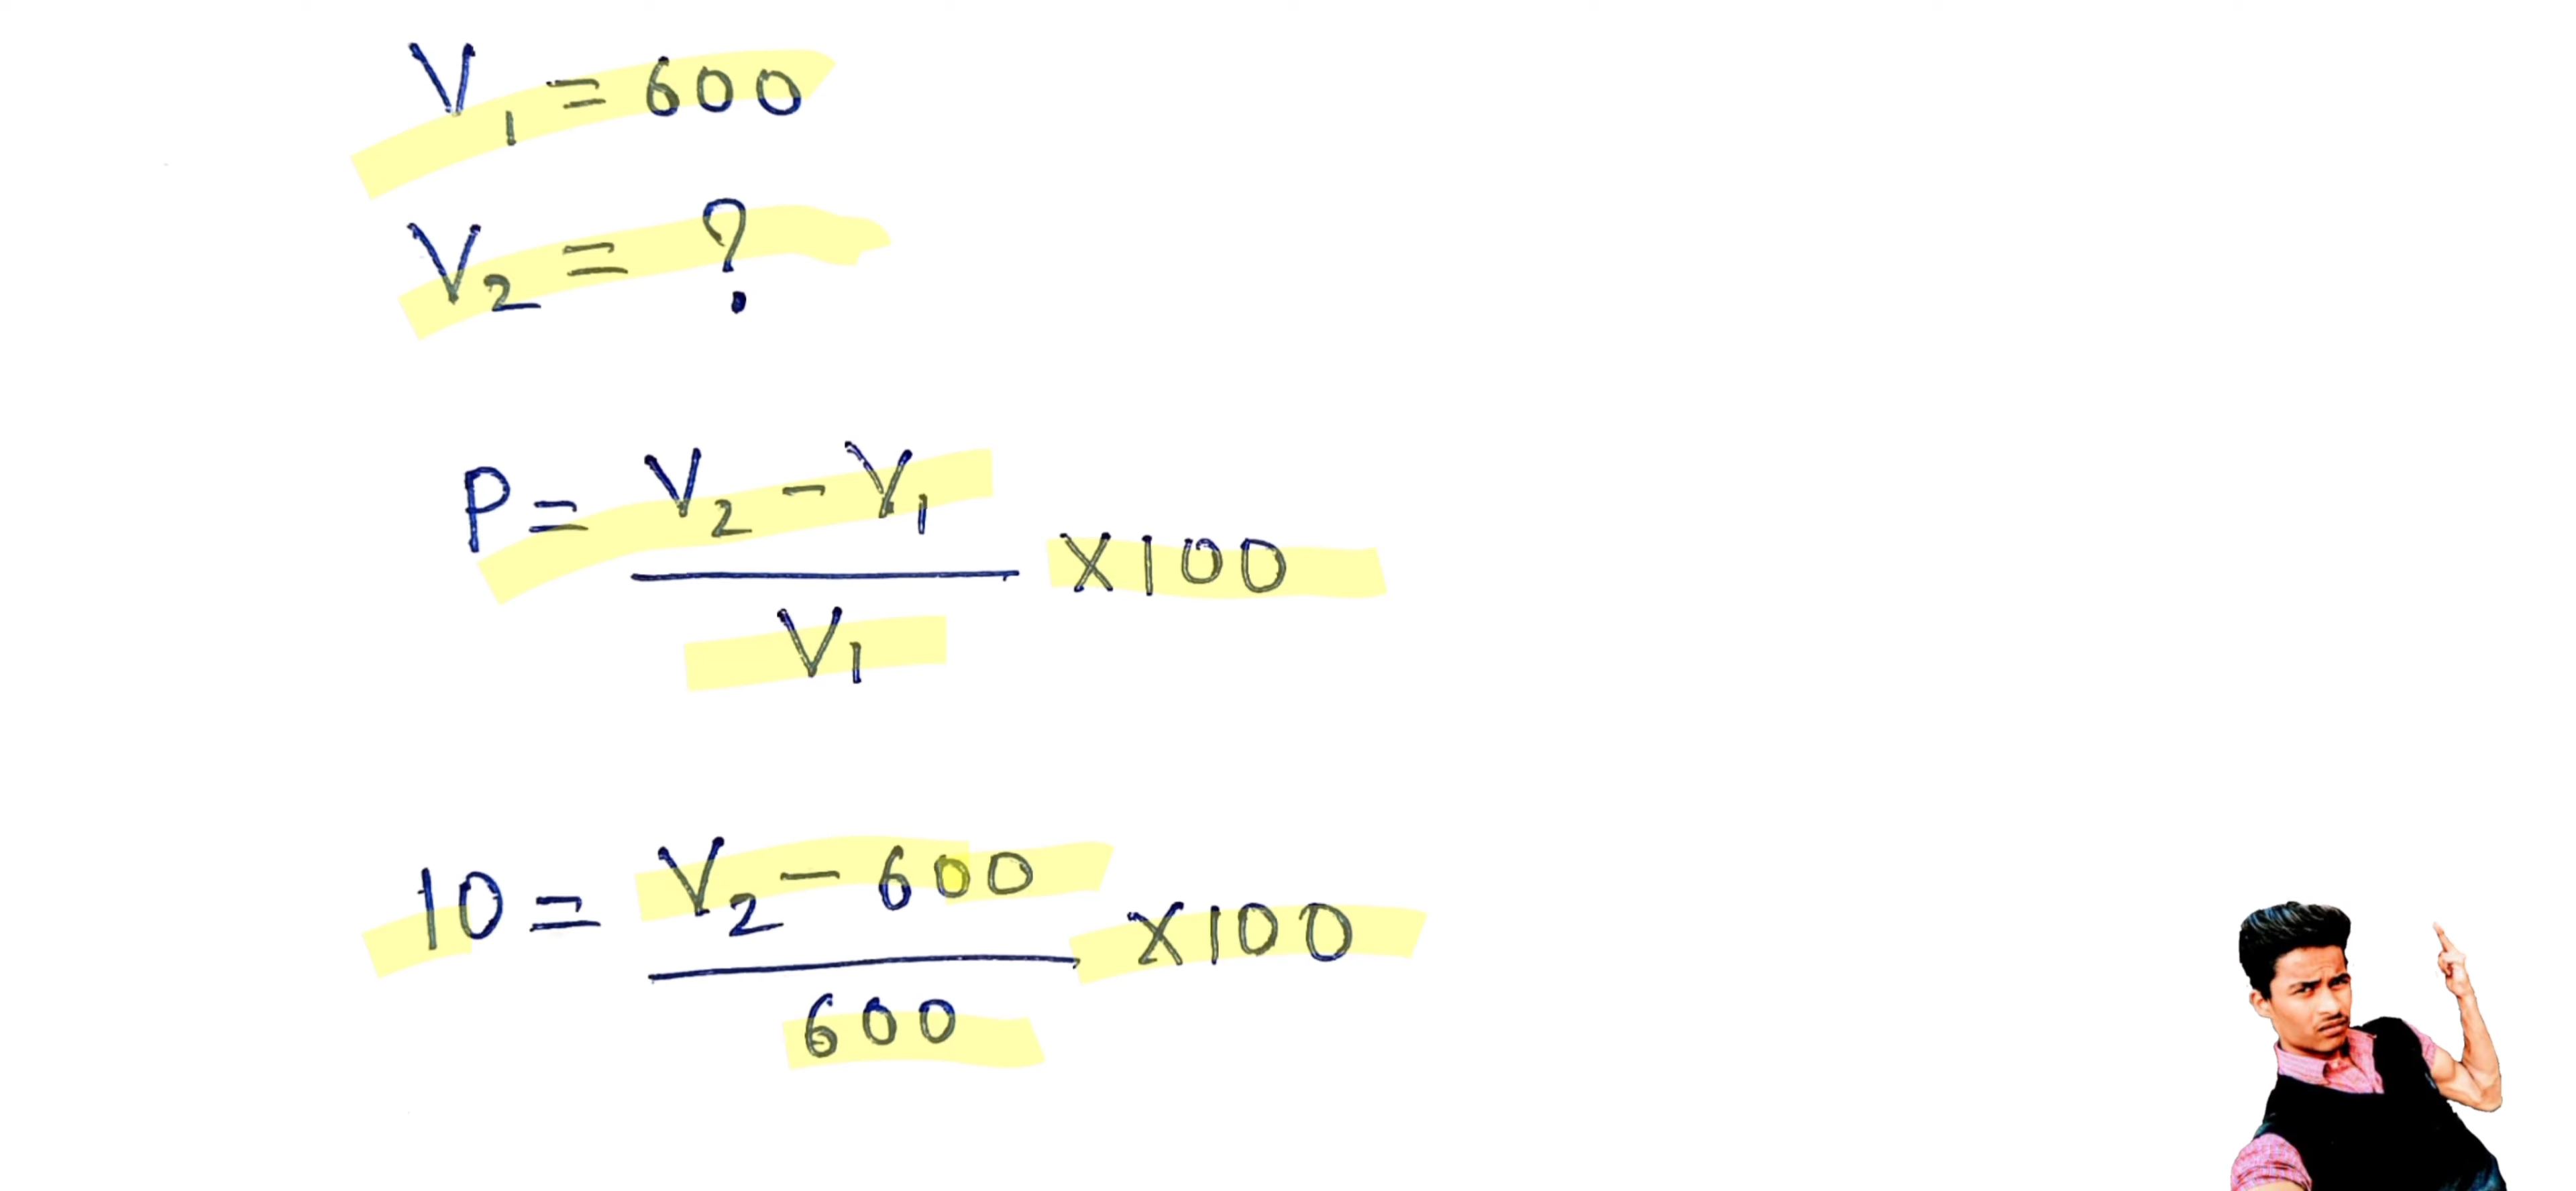 V₁ = 600
V₂ = ?
P = V₂ - V₁ / V₁ X100
10 = V₂ - 600 / 600 X100